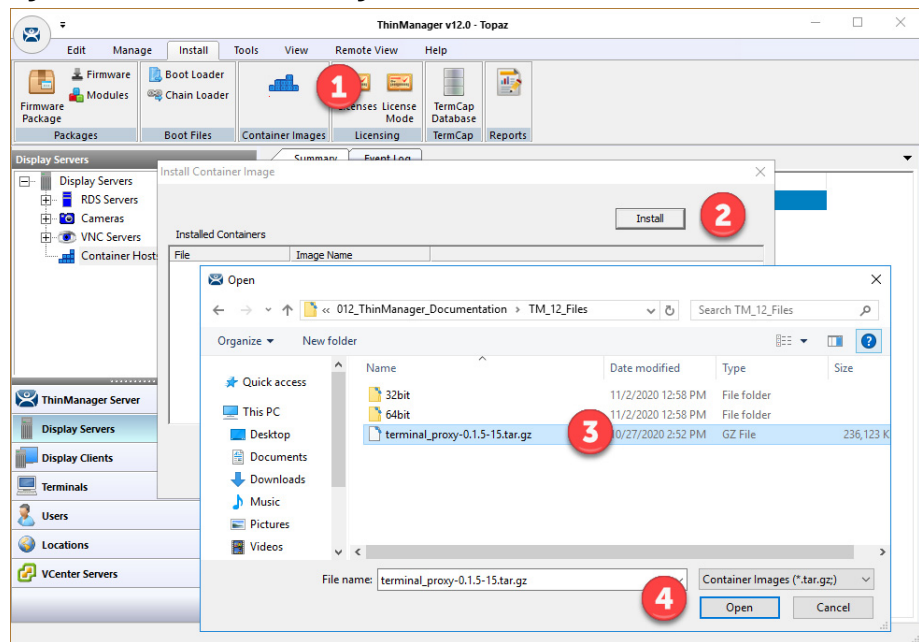 ThinManager v12.0 - Topaz
Edit Manage Install Tools View Remote View Help
Firmware
Modules
Firmware
Package
Boot Loader
Chain Loader
1
License
Mode
TermCap
Database
Packages Boot Files Container Images Licensing TermCap Reports
Display Servers
Summary Event Log
Display Servers
RDS Servers
Cameras
VNC Servers
Container Host
Install Container Image
Install
2
Installed Containers
File Image Name
Open
« 012_ThinManager_Documentation › TM_12_Files
Search TM_12_Files
Organize New folder
Name Date modified Type Size
Quick access
This PC
Desktop
Documents
Downloads
Music
Pictures
Videos
32bit 11/2/2020 12:58 PM File folder
64bit 11/2/2020 12:58 PM File folder
terminal_proxy-0.1.5-15.tar.gz 3 10/27/2020 2:52 PM GZ File 236,123 K
ThinManager Server
Display Servers
Display Clients
Terminals
Users
Locations
VCenter Servers
File name: terminal_proxy-0.1.5-15.tar.gz
Container Images (*.tar.gz;)
4
Open Cancel